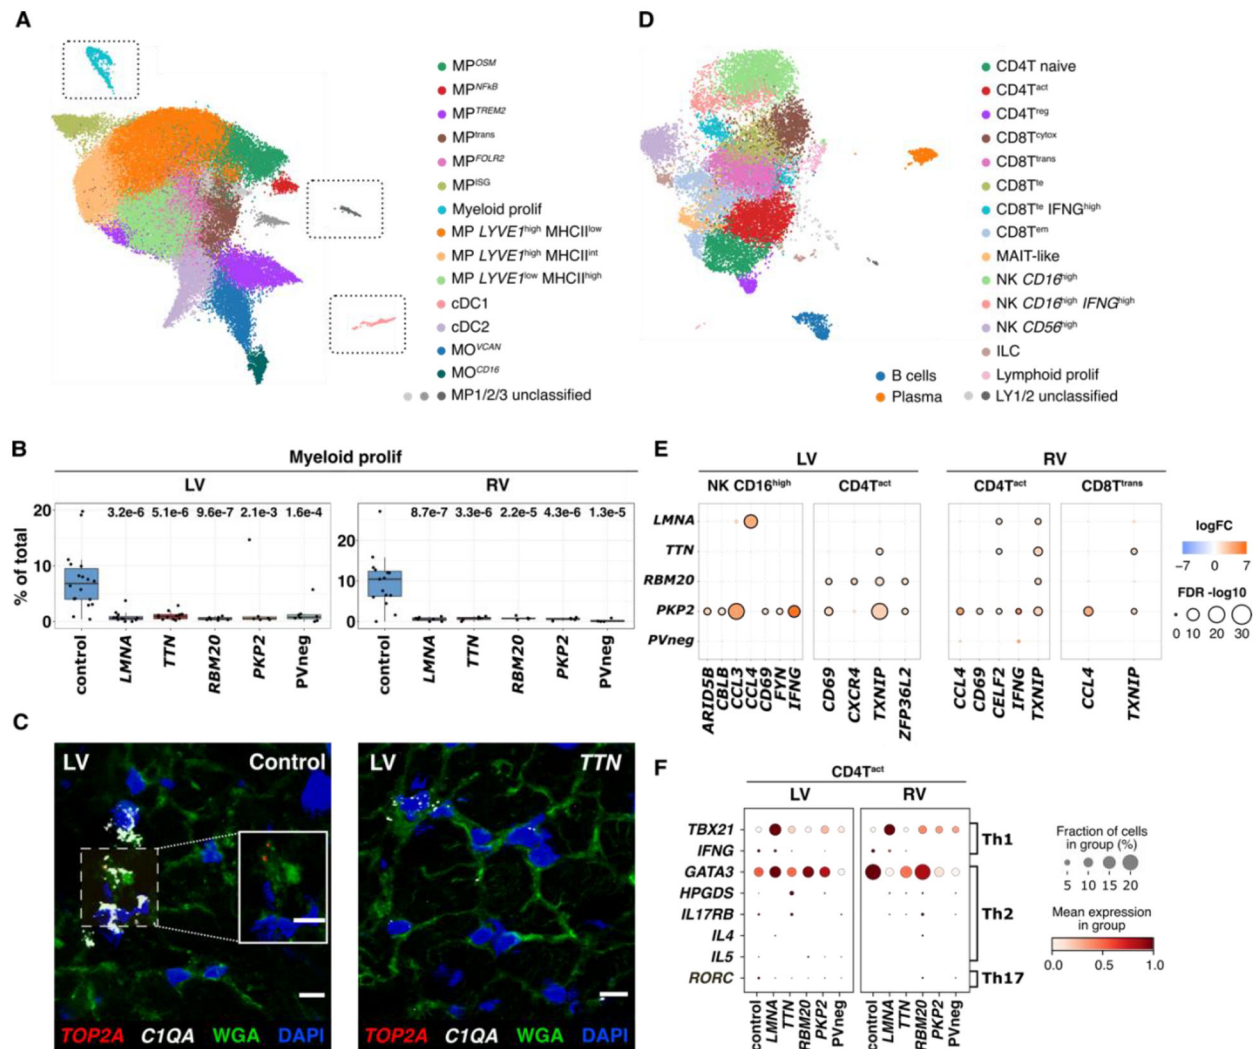 A
MP^OSM
MP^NFkB
MP^TREM2
MP^trans
MP^FOLR2
MP^ISG
Myeloid prolif
MP LYVE1^high MHCII^low
MP LYVE1^high MHCII^int
MP LYVE1^low MHCII^high
cDC1
cDC2
MO^VCAN
MO^CD16
MP1/2/3 unclassified
D
CD4T naive
CD4T^act
CD4T^reg
CD8T^cytox
CD8T^trans
CD8T^te
CD8T^te IFNG^high
CD8T^em
MAIT-like
NK CD16^high
NK CD16^high IFNG^high
NK CD56^high
ILC
Lymphoid prolif
LY1/2 unclassified
B cells
Plasma
B
Myeloid prolif
LV
RV
% of total
20
10
0
3.2e-6 5.1e-6 9.6e-7 2.1e-3 1.6e-4
20
10
0
8.7e-7 3.3e-6 2.2e-5 4.3e-6 1.3e-5
control LMNA TTN RBM20 PKP2 PVneg
control LMNA TTN RBM20 PKP2 PVneg
C
LV Control
TOP2A C1QA WGA DAPI
LV TTN
TOP2A C1QA WGA DAPI
E
LV
RV
NK CD16^high
CD4T^act
CD4T^act
CD8T^trans
LMNA
TTN
RBM20
PKP2
PVneg
ARID5B CBLB CCL3 CCL4 CD69 FYN IFNG
CD69 CXCR4 TXNIP ZFP36L2
CCL4 CD69 CELF2 IFNG TXNIP
CCL4 TXNIP
logFC
-7 0 7
FDR -log10
0 10 20 30
F
CD4T^act
LV
RV
TBX21
IFNG
GATA3
HPGDS
IL17RB
IL4
IL5
RORC
Th1
Th2
Th17
control LMNA TTN RBM20 PKP2 PVneg
control LMNA TTN RBM20 PKP2 PVneg
Fraction of cells
in group (%)
5 10 15 20
Mean expression
in group
0.0 0.5 1.0